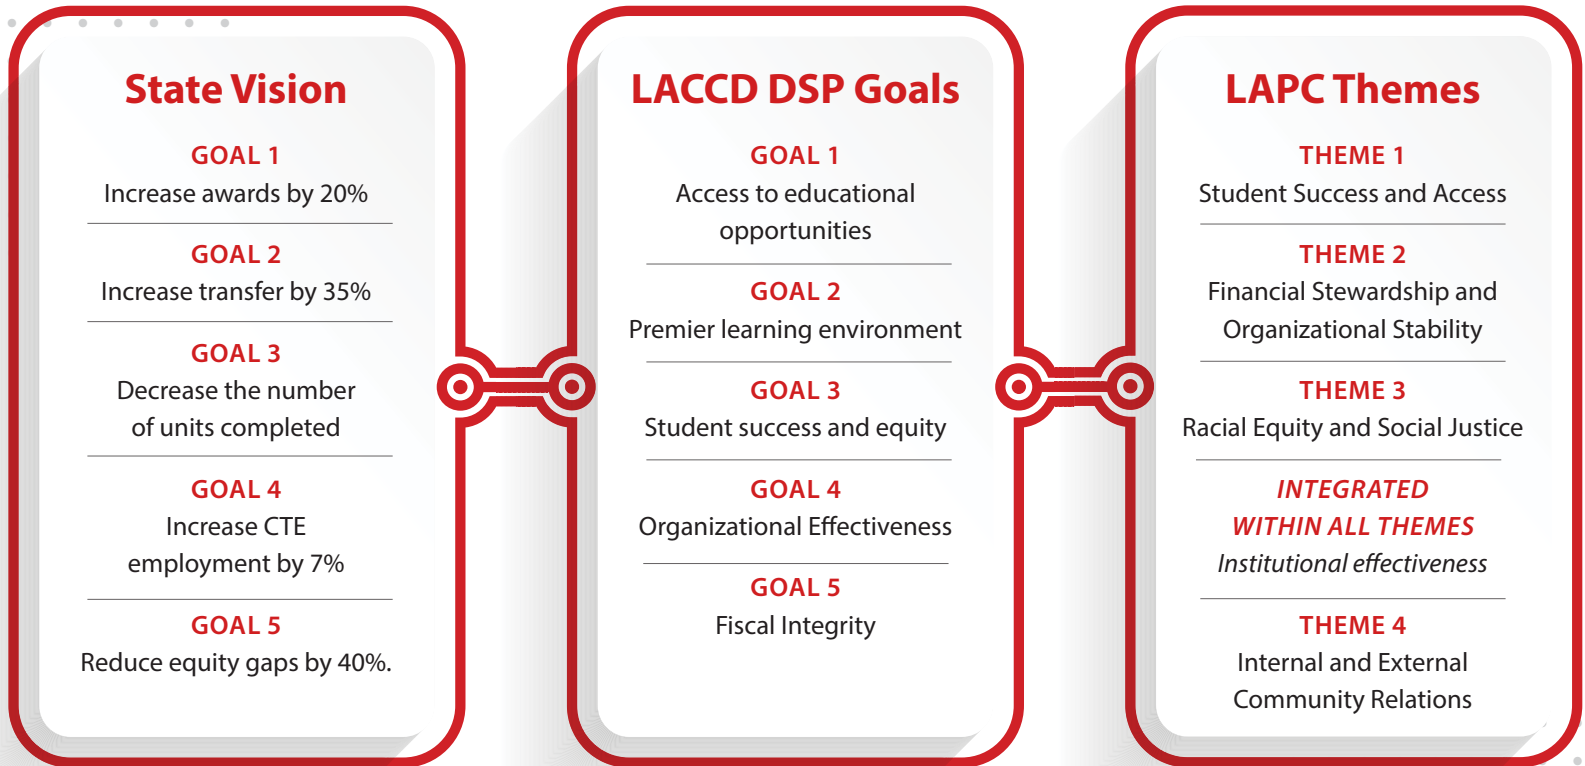 State Vision
GOAL 1
Increase awards by 20%
GOAL 2
Increase transfer by 35%
GOAL 3
Decrease the number
of units completed
GOAL 4
Increase CTE
employment by 7%
GOAL 5
Reduce equity gaps by 40%.
LACCD DSP Goals
GOAL 1
Access to educational
opportunities
GOAL 2
Premier learning environment
GOAL 3
Student success and equity
GOAL 4
Organizational Effectiveness
GOAL 5
Fiscal Integrity
LAPC Themes
THEME 1
Student Success and Access
THEME 2
Financial Stewardship and
Organizational Stability
THEME 3
Racial Equity and Social Justice
INTEGRATED
WITHIN ALL THEMES
Institutional effectiveness
THEME 4
Internal and External
Community Relations